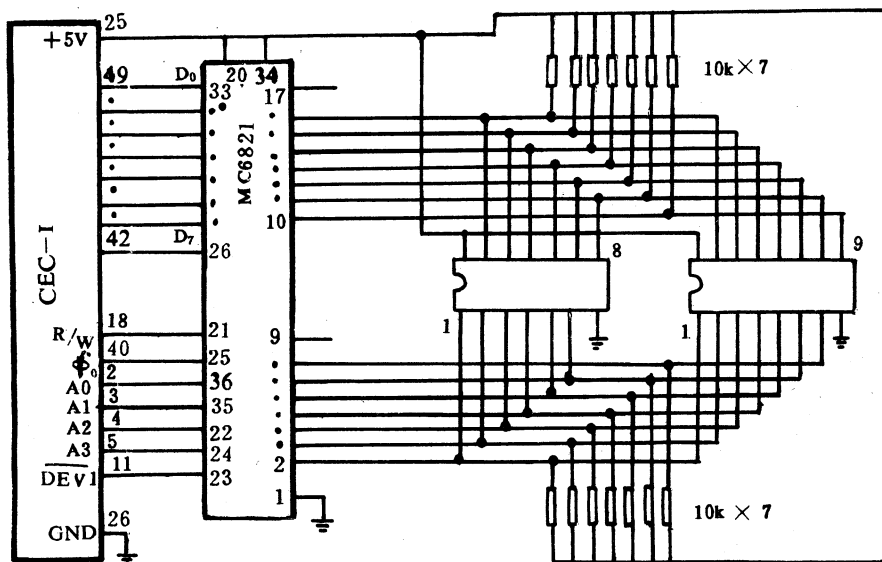 25
+5V
49
D₀
20
34
33
17
10k×7
MC6821
10
42
D₇
26
8
9
CEC-I
1
1
18
R/W
21
9
40
ϕ₀
25
2
A0
36
3
A1
35
4
A2
22
5
A3
24
11
DEV1
23
2
1
10k × 7
26
GND